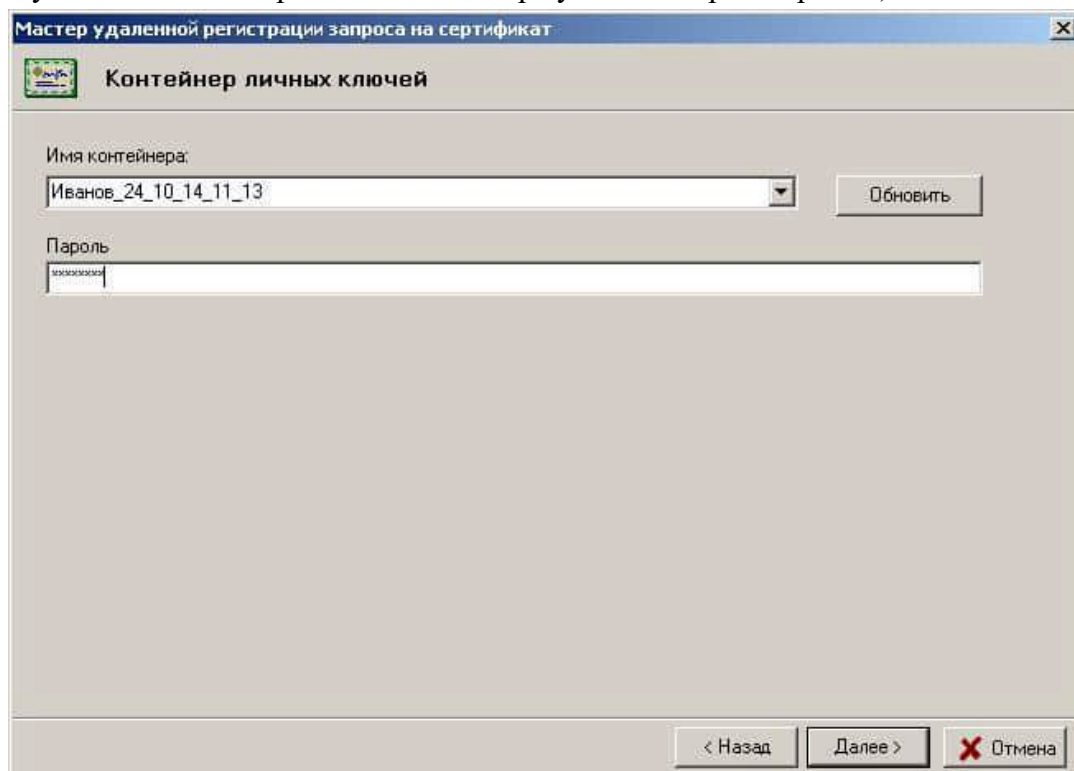 Мастер удаленной регистрации запроса на сертификат
Контейнер личных ключей
Имя контейнера:
Иванов_24_10_14_11_13
Обновить
Пароль
********
< Назад
Далее >
Отмена